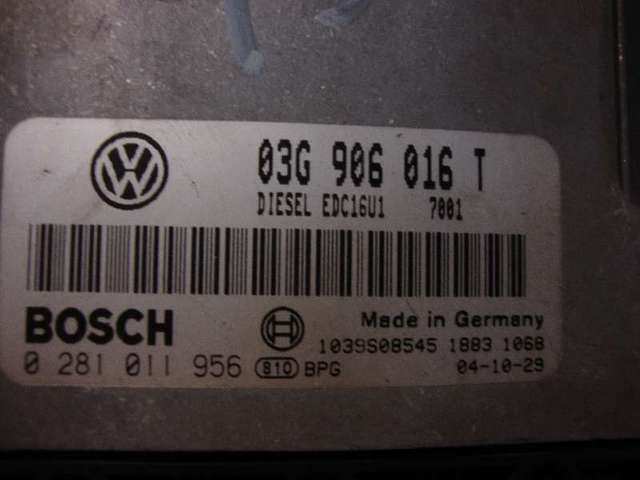 03G 906 016 T
DIESEL EDC16U1 7001
BOSCH
Made in Germany
1039S08545 1883 1068
0 281 011 956 810 BPG 04-10-29